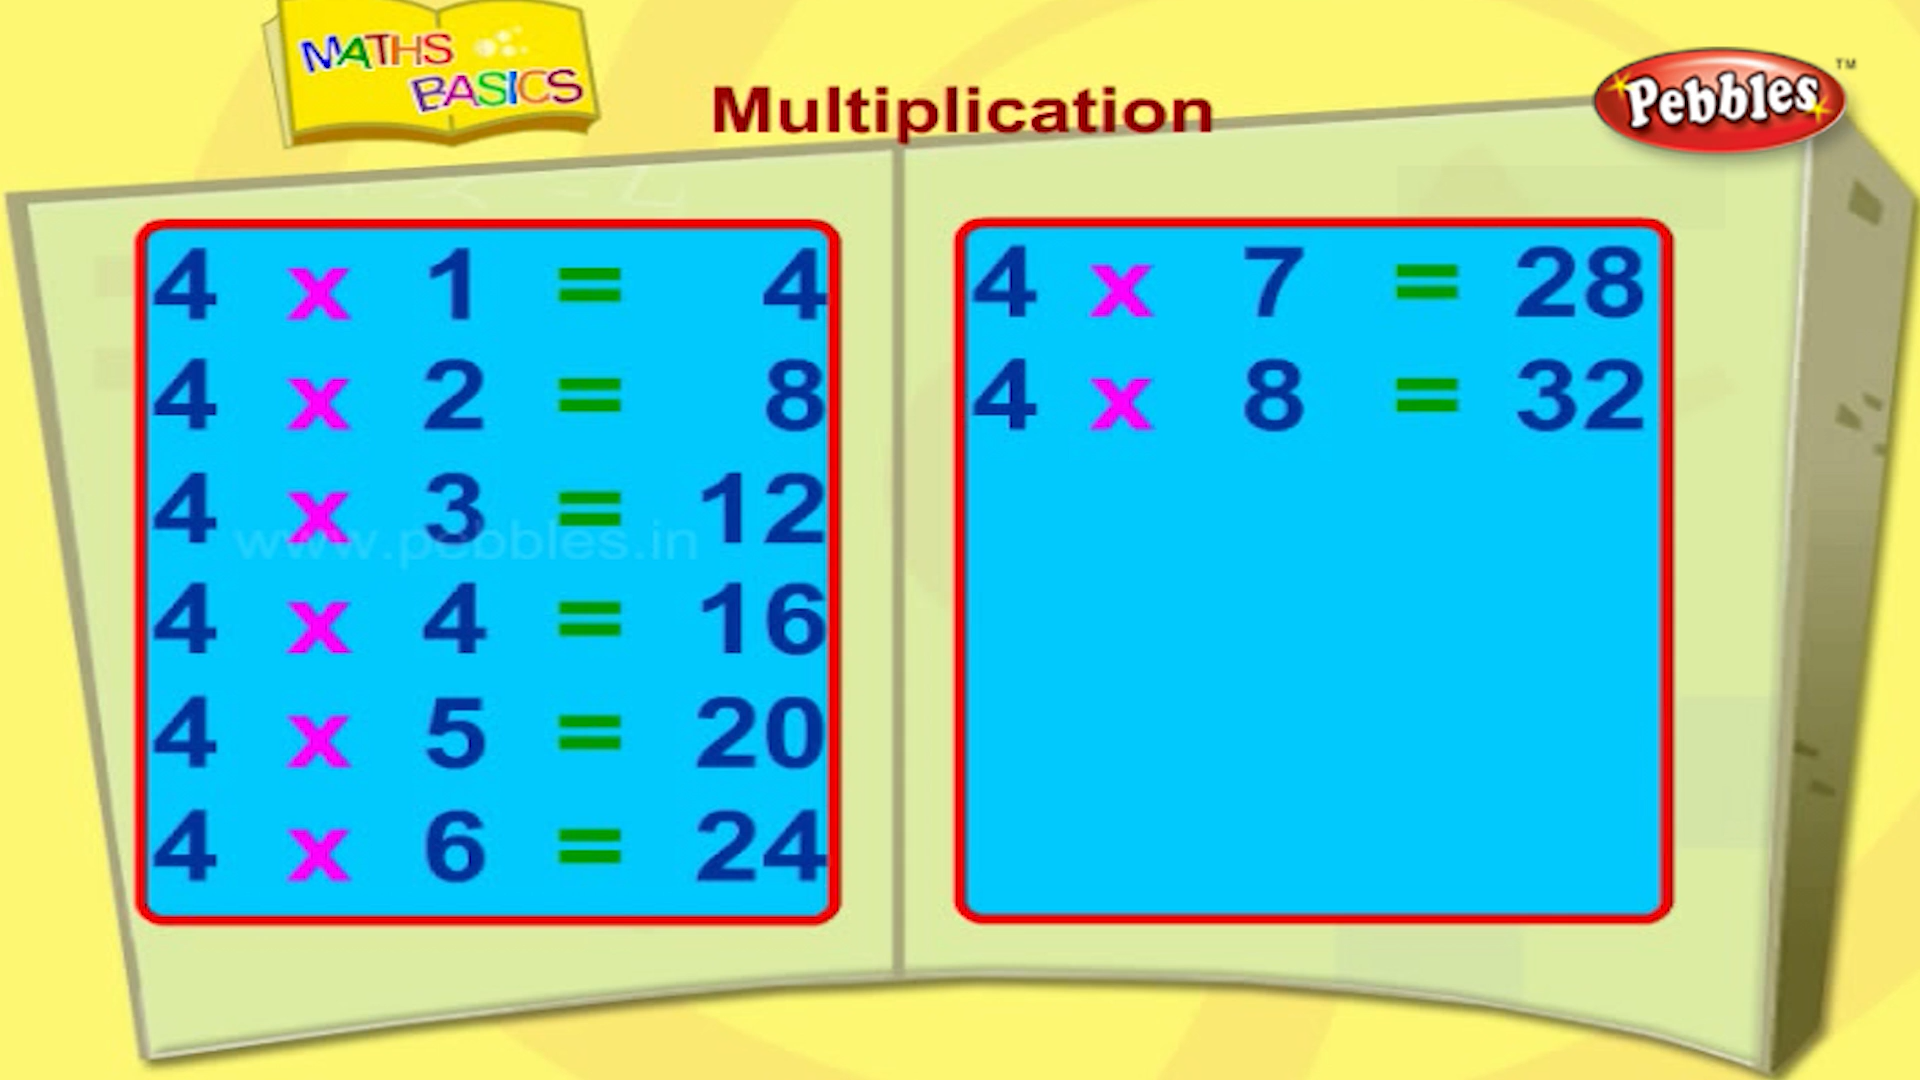 MATHS
BASICS
Multiplication
Pebbles TM
4 x 1 = 4
4 x 2 = 8
4 x 3 = 12
4 x 4 = 16
4 x 5 = 20
4 x 6 = 24
www.pebbles.in
4 x 7 = 28
4 x 8 = 32